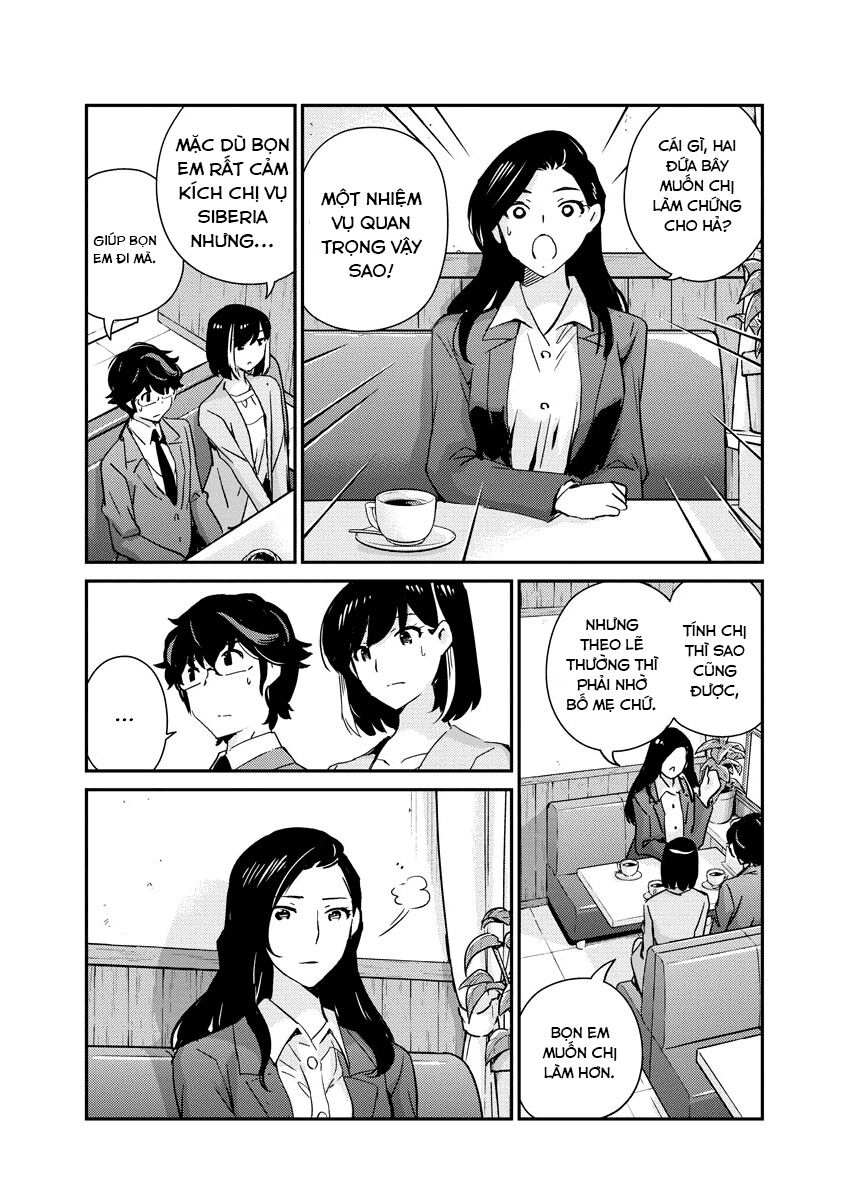 CÁI GÌ, HAI
ĐỨA BÂY
MUỐN CHỊ
LÀM CHỨNG
CHO HẢ?
MỘT NHIỆM
VỤ QUAN
TRỌNG VẬY
SAO!
MẶC DÙ BỌN
EM RẤT CẢM
KÍCH CHỊ VỤ
SIBERIA
NHƯNG...
GIÚP BỌN
EM ĐI MÀ.
TÍNH CHỊ
THÌ SAO
CŨNG
ĐƯỢC,
NHƯNG
THEO LẼ
THƯỜNG THÌ
PHẢI NHỜ
BỐ MẸ CHỨ.
BỌN EM
MUỐN CHỊ
LÀM HƠN.
...